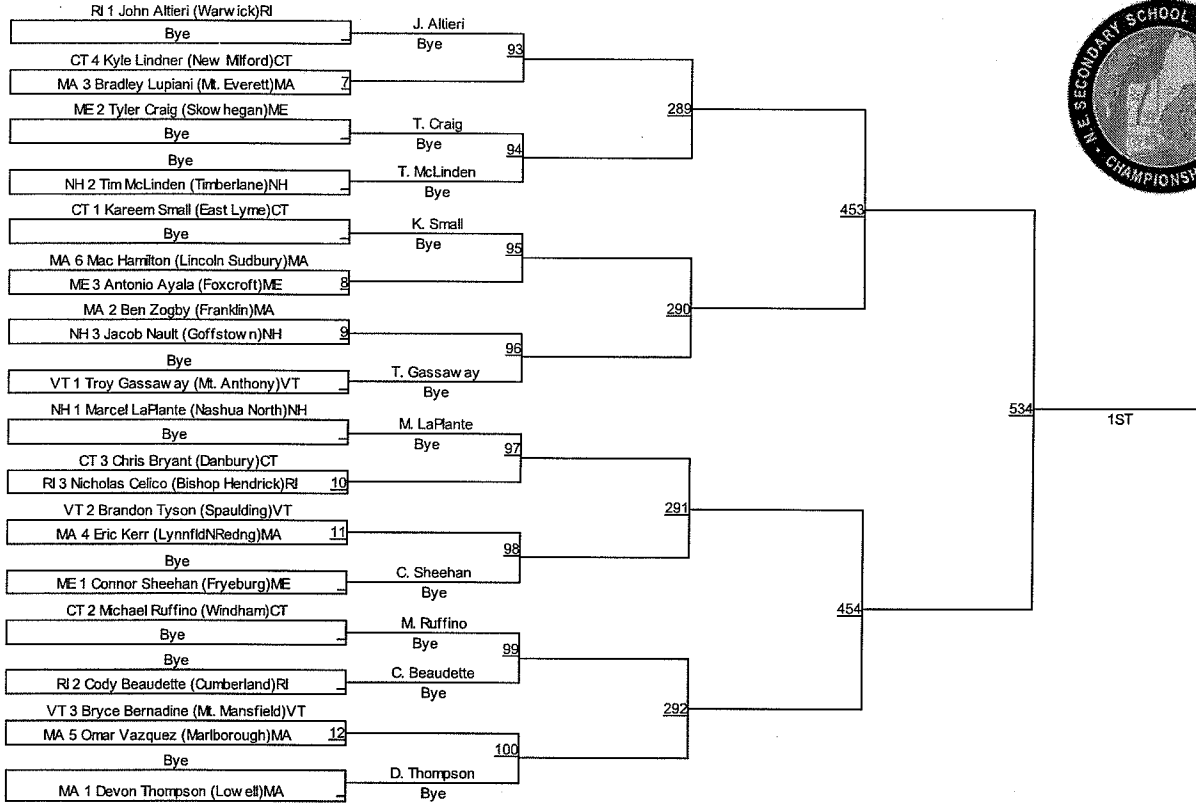 RI 1 John Altieri (Warwick)RI
Bye
CT 4 Kyle Lindner (New Milford)CT
MA 3 Bradley Lupiani (Mt. Everett)MA 7
ME 2 Tyler Craig (Skowhegan)ME
Bye
Bye
NH 2 Tim McLinden (Timberlane)NH
CT 1 Kareem Small (East Lyme)CT
Bye
MA 6 Mac Hamilton (Lincoln Sudbury)MA
ME 3 Antonio Ayala (Foxcroft)ME 8
MA 2 Ben Zogby (Franklin)MA
NH 3 Jacob Nault (Goffstown)NH 9
Bye
VT 1 Troy Gassaway (Mt. Anthony)VT
NH 1 Marcel LaPlante (Nashua North)NH
Bye
CT 3 Chris Bryant (Danbury)CT
RI 3 Nicholas Celico (Bishop Hendrick)RI 10
VT 2 Brandon Tyson (Spaulding)VT
MA 4 Eric Kerr (LynnfldNRedng)MA 11
Bye
ME 1 Connor Sheehan (Fryeburg)ME
CT 2 Michael Ruffino (Windham)CT
Bye
Bye
RI 2 Cody Beaudette (Cumberland)RI
VT 3 Bryce Bernadine (Mt. Mansfield)VT
MA 5 Omar Vazquez (Marlborough)MA 12
Bye
MA 1 Devon Thompson (Lowell)MA
J. Altieri
Bye
93
T. Craig
Bye
94
T. McLinden
Bye
K. Small
Bye
95
96
T. Gassaway
Bye
M. LaPlante
Bye
97
98
C. Sheehan
Bye
M. Ruffino
Bye
99
C. Beaudette
Bye
100
D. Thompson
Bye
289
290
291
292
453
454
534
1ST
N.E. SECONDARY SCHOOL